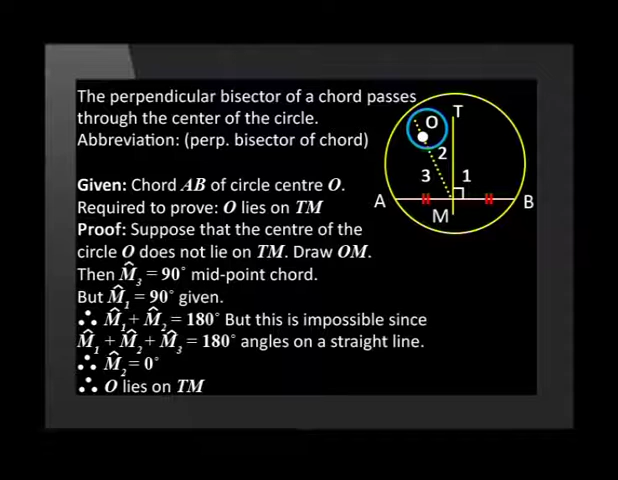 The perpendicular bisector of a chord passes
through the center of the circle.
Abbreviation: (perp. bisector of chord)
Given: Chord AB of circle centre O.
Required to prove: O lies on TM
Proof: Suppose that the centre of the
circle O does not lie on TM. Draw OM.
Then M̂₃ = 90° mid-point chord.
But M̂₁ = 90° given.
∴ M̂₁ + M̂₂ = 180° But this is impossible since
M̂₁ + M̂₂ + M̂₃ = 180° angles on a straight line.
∴ M̂₂ = 0°
∴ O lies on TM
T
O
2
3
1
A
B
M